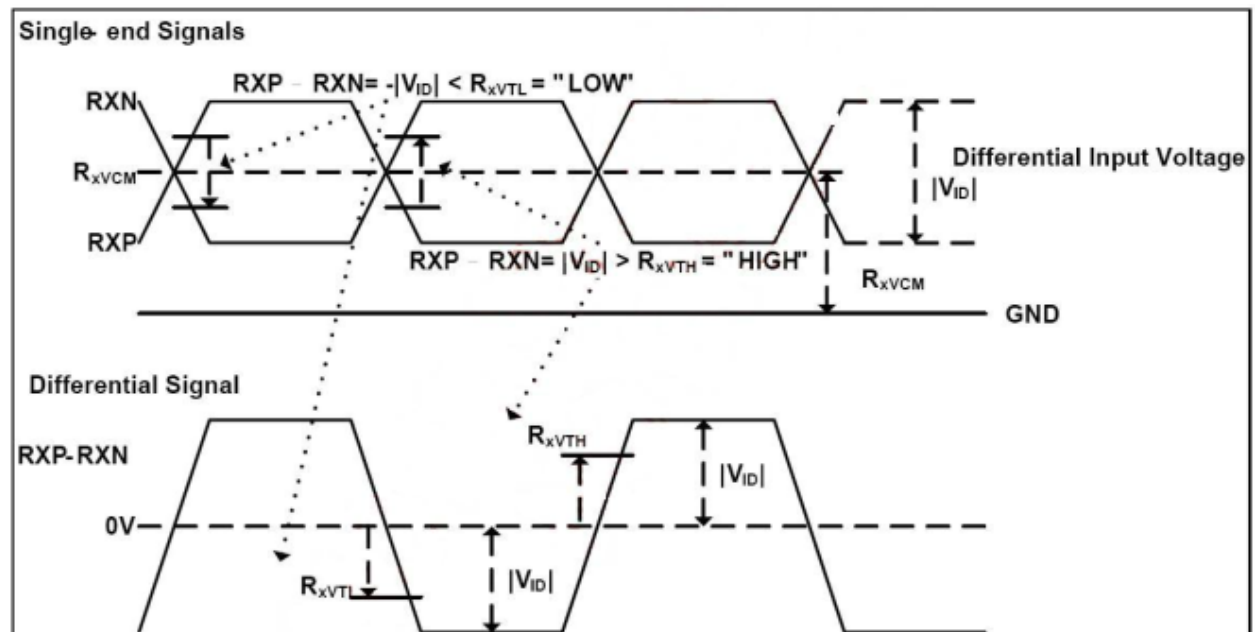 Single- end Signals
RXP - RXN= -|VID| < RxVTL = "LOW"
RXN
RxVCM
Differential Input Voltage
|VID|
RXP
RXP - RXN= |VID| > RxVTH = "HIGH"
RxVCM
GND
Differential Signal
RxVTH
RXP-RXN
|VID|
0V
RxVTL
|VID|